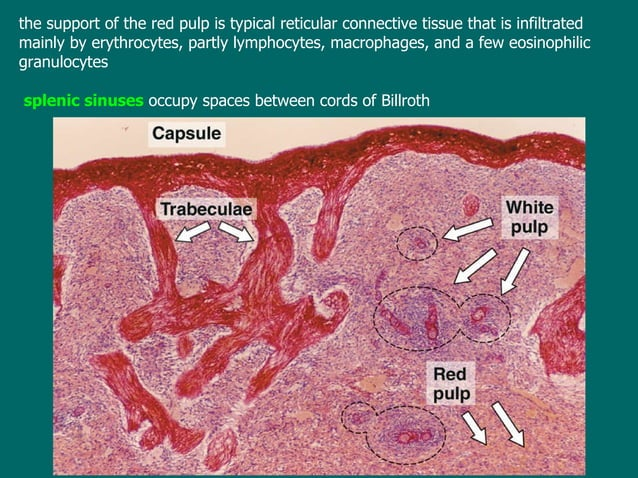 the support of the red pulp is typical reticular connective tissue that is infiltrated
mainly by erythrocytes, partly lymphocytes, macrophages, and a few eosinophilic
granulocytes
splenic sinuses occupy spaces between cords of Billroth
Capsule
Trabeculae
White
pulp
Red
pulp